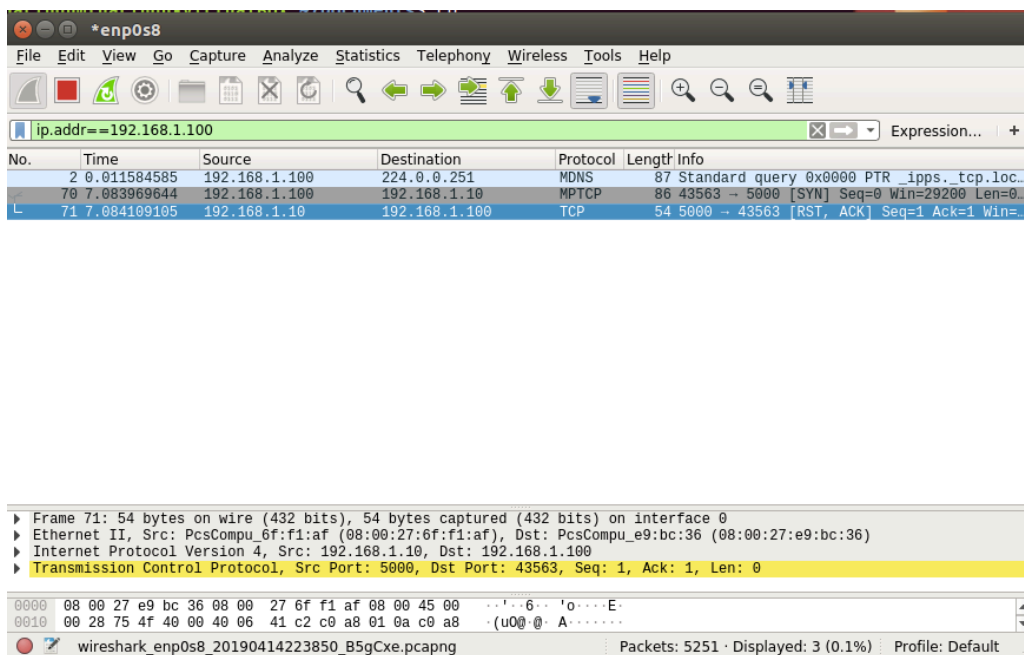 *enp0s8
File Edit View Go Capture Analyze Statistics Telephony Wireless Tools Help
ip.addr==192.168.1.100 Expression... +
No. Time Source Destination Protocol Length Info
2 0.011584585 192.168.1.100 224.0.0.251 MDNS 87 Standard query 0x0000 PTR _ipps._tcp.loc…
70 7.083969644 192.168.1.100 192.168.1.10 MPTCP 86 43563 → 5000 [SYN] Seq=0 Win=29200 Len=0…
71 7.084109105 192.168.1.10 192.168.1.100 TCP 54 5000 → 43563 [RST, ACK] Seq=1 Ack=1 Win=…
Frame 71: 54 bytes on wire (432 bits), 54 bytes captured (432 bits) on interface 0
Ethernet II, Src: PcsCompu_6f:f1:af (08:00:27:6f:f1:af), Dst: PcsCompu_e9:bc:36 (08:00:27:e9:bc:36)
Internet Protocol Version 4, Src: 192.168.1.10, Dst: 192.168.1.100
Transmission Control Protocol, Src Port: 5000, Dst Port: 43563, Seq: 1, Ack: 1, Len: 0
0000 08 00 27 e9 bc 36 08 00 27 6f f1 af 08 00 45 00 ··'··6·· 'o····E·
0010 00 28 75 4f 40 00 40 06 41 c2 c0 a8 01 0a c0 a8 ·(uO@·@· A·······
wireshark_enp0s8_20190414223850_B5gCxe.pcapng Packets: 5251 · Displayed: 3 (0.1%) Profile: Default